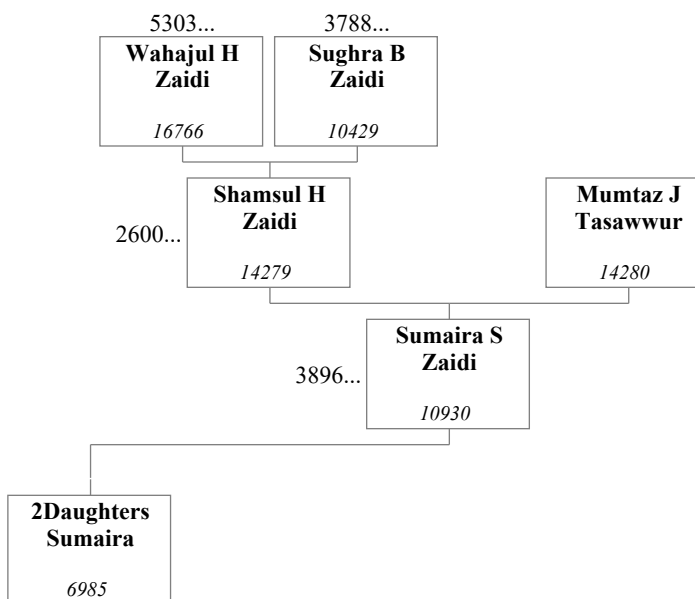 5303...
3788...
Wahajul H
Zaidi
16766
Sughra B
Zaidi
10429
2600...
Shamsul H
Zaidi
14279
Mumtaz J
Tasawwur
14280
3896...
Sumaira S
Zaidi
10930
2Daughters
Sumaira
6985